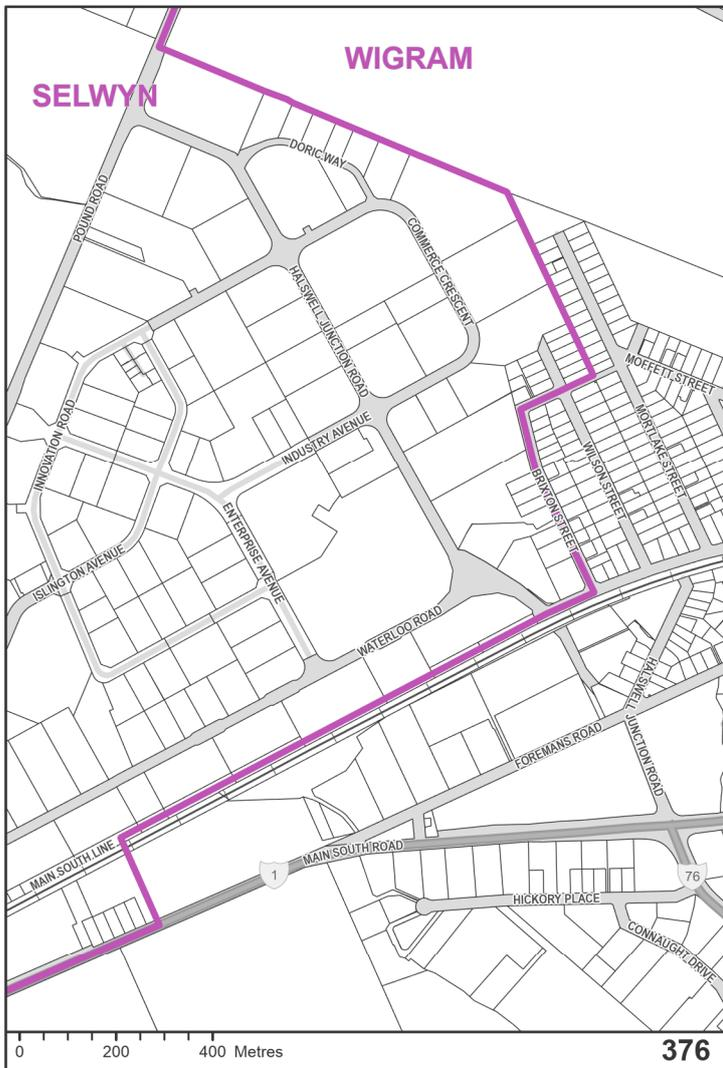 WIGRAM
SELWYN
DORIC WAY
POUND ROAD
COMMERCE CRESCENT
HALSWELL JUNCTION ROAD
MOFFETT STREET
INNOVATION ROAD
INDUSTRY AVENUE
MORTLAKE STREET
WILSON STREET
BRIXTON STREET
ENTERPRISE AVENUE
ISLINGTON AVENUE
WATERLOO ROAD
HALSWELL JUNCTION ROAD
FOREMANS ROAD
MAIN SOUTH LINE
MAIN SOUTH ROAD
1
76
HICKORY PLACE
CONNAUGHT DRIVE
0 200 400 Metres
376